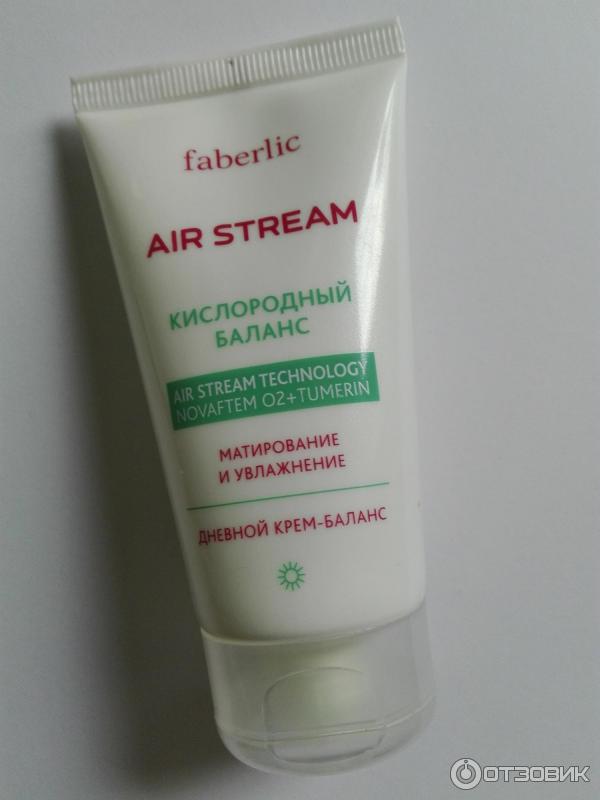 faberlic
AIR STREAM
КИСЛОРОДНЫЙ
БАЛАНС
AIR STREAM TECHNOLOGY
NOVAFTEM O2+TUMERIN
МАТИРОВАНИЕ
И УВЛАЖНЕНИЕ
ДНЕВНОЙ КРЕМ-БАЛАНС
ОТЗОВИК